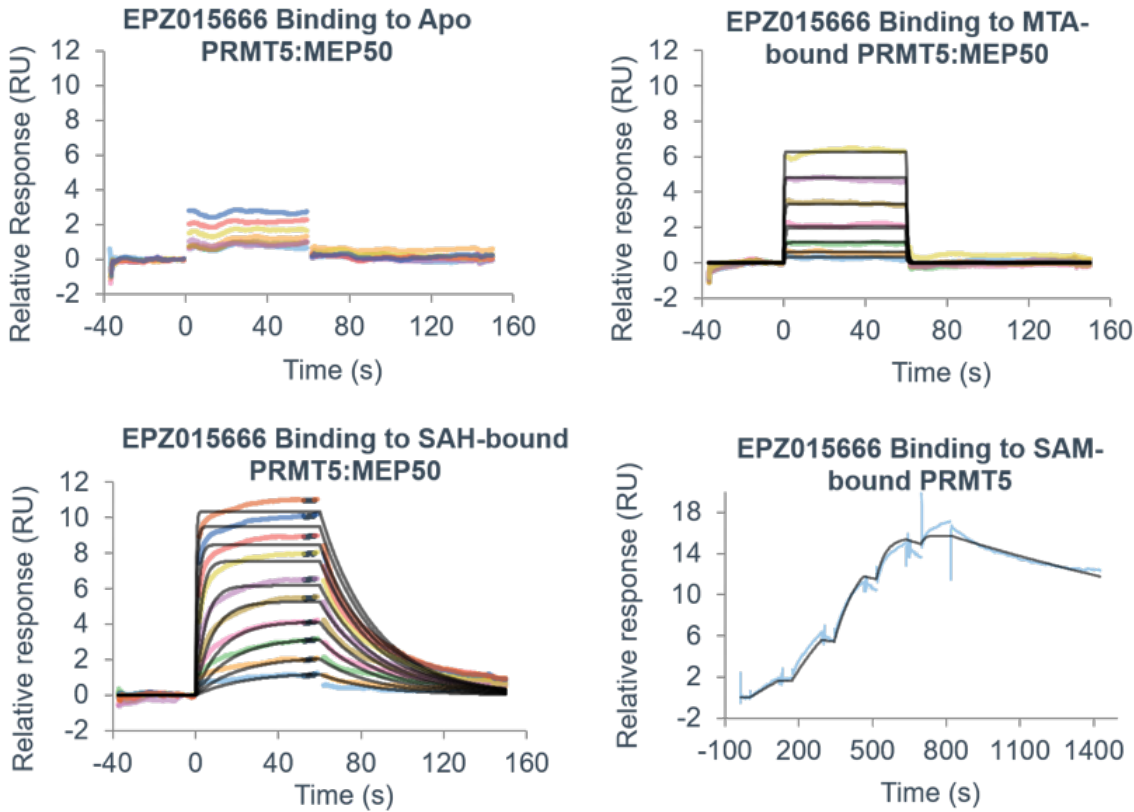 EPZ015666 Binding to Apo
PRMT5:MEP50
Relative Response (RU)
12
10
8
6
4
2
0
-2
-40 0 40 80 120 160
Time (s)
EPZ015666 Binding to MTA-
bound PRMT5:MEP50
Relative response (RU)
12
10
8
6
4
2
0
-2
-40 0 40 80 120 160
Time (s)
EPZ015666 Binding to SAH-bound
PRMT5:MEP50
Relative response (RU)
12
10
8
6
4
2
0
-2
-40 0 40 80 120 160
Time (s)
EPZ015666 Binding to SAM-
bound PRMT5
Relative response (RU)
18
14
10
6
2
-2
-100 200 500 800 1100 1400
Time (s)